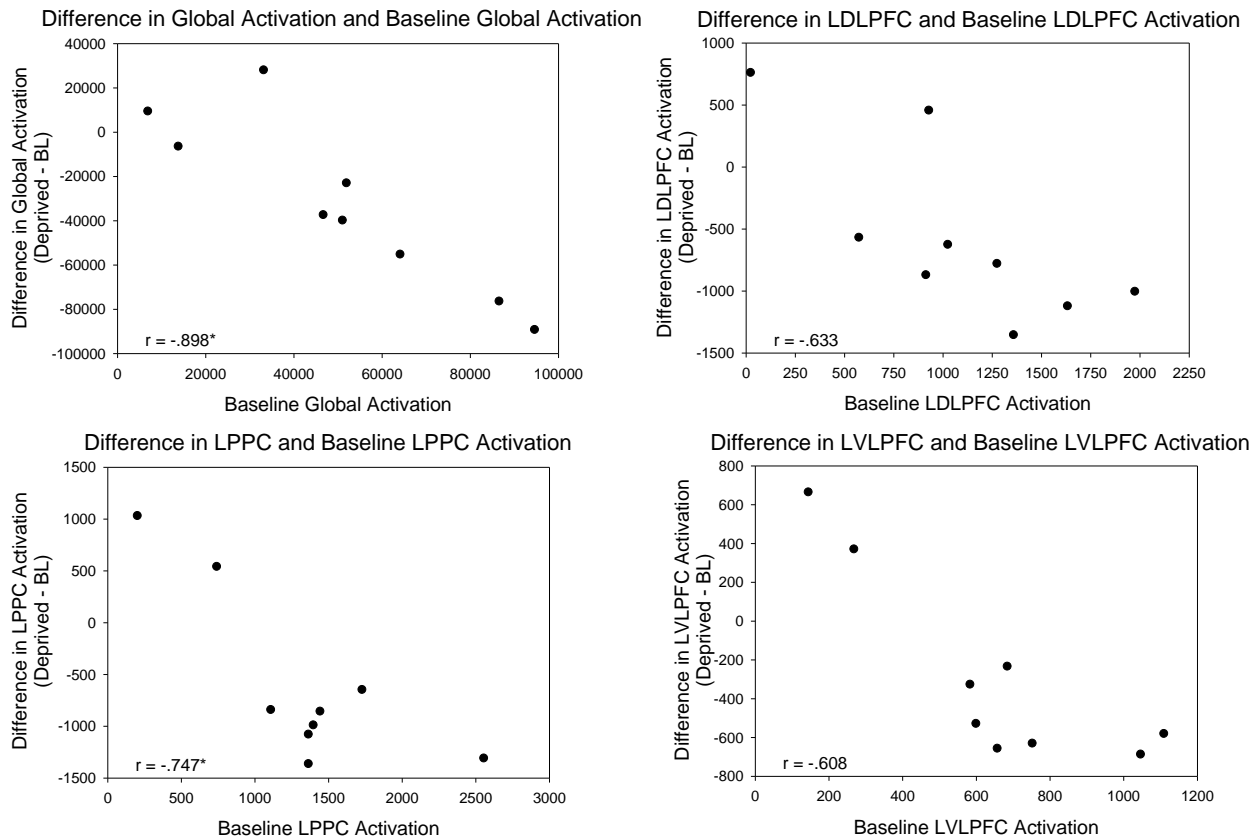 Difference in Global Activation and Baseline Global Activation
Difference in Global Activation
(Deprived - BL)
40000
20000
0
-20000
-40000
-60000
-80000
-100000
r = -.898*
0 20000 40000 60000 80000 100000
Baseline Global Activation
Difference in LDLPFC and Baseline LDLPFC Activation
Difference in LDLPFC Activation
(Deprived - BL)
1000
500
0
-500
-1000
-1500
r = -.633
0 250 500 750 1000 1250 1500 1750 2000 2250
Baseline LDLPFC Activation
Difference in LPPC and Baseline LPPC Activation
Difference in LPPC Activation
(Deprived - BL)
1500
1000
500
0
-500
-1000
-1500
r = -.747*
0 500 1000 1500 2000 2500 3000
Baseline LPPC Activation
Difference in LVLPFC and Baseline LVLPFC Activation
Difference in LVLPFC Activation
(Deprived - BL)
800
600
400
200
0
-200
-400
-600
-800
r = -.608
0 200 400 600 800 1000 1200
Baseline LVLPFC Activation